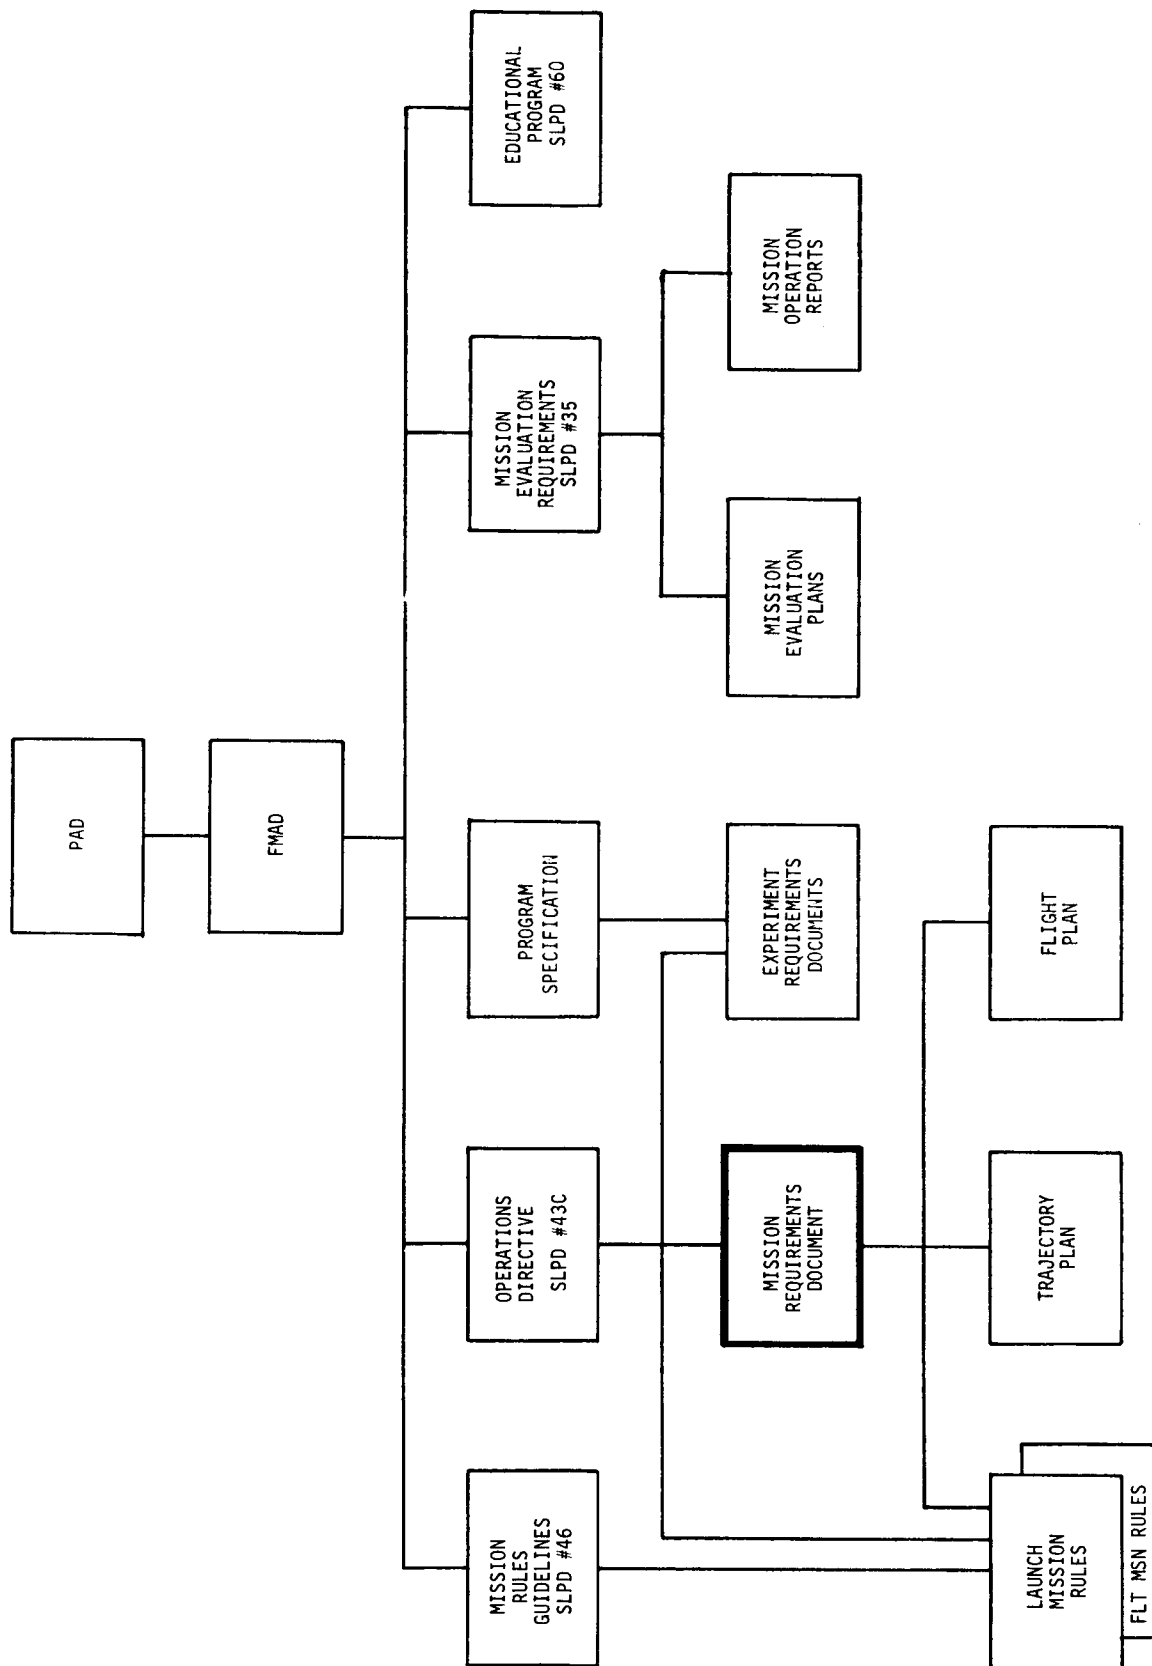 PAD
FMAD
MISSION
RULES
GUIDELINES
SLPD #46
OPERATIONS
DIRECTIVE
SLPD #43C
PROGRAM
SPECIFICATION
MISSION
EVALUATION
REQUIREMENTS
SLPD #35
EDUCATIONAL
PROGRAM
SLPD #60
MISSION
REQUIREMENTS
DOCUMENT
EXPERIMENT
REQUIREMENTS
DOCUMENTS
MISSION
EVALUATION
PLANS
MISSION
OPERATION
REPORTS
LAUNCH
MISSION
RULES
FLT MSN RULES
TRAJECTORY
PLAN
FLIGHT
PLAN